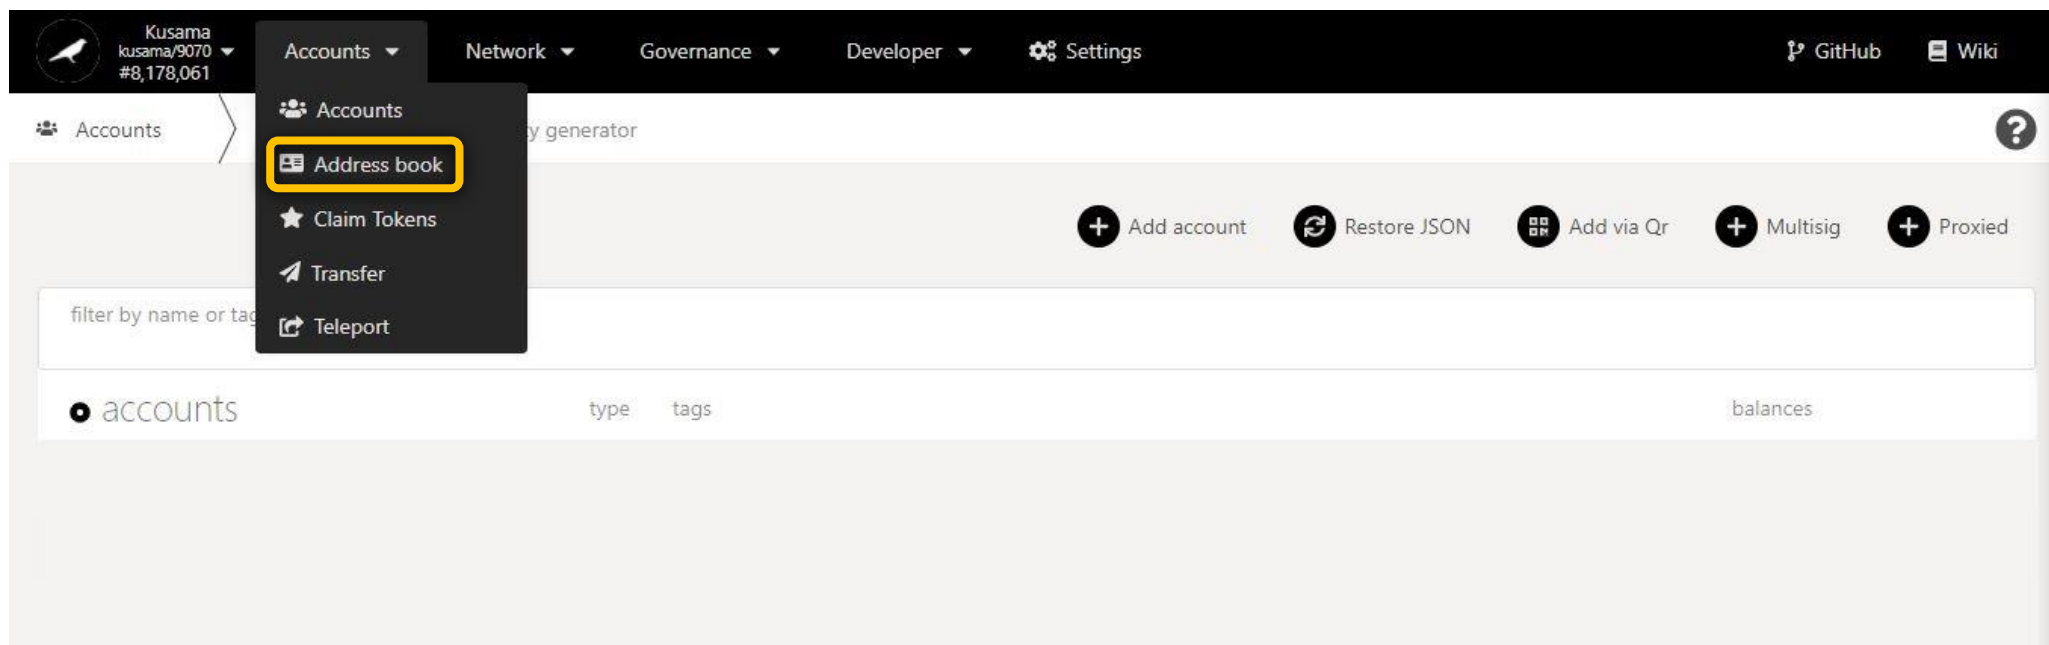 Kusama
kusama/9070
#8,178,061
Accounts
Network
Governance
Developer
Settings
GitHub
Wiki
Accounts
Address book
Claim Tokens
Transfer
Teleport
Accounts
generator
Add account
Restore JSON
Add via Qr
Multisig
Proxied
filter by name or
accounts
type
tags
balances